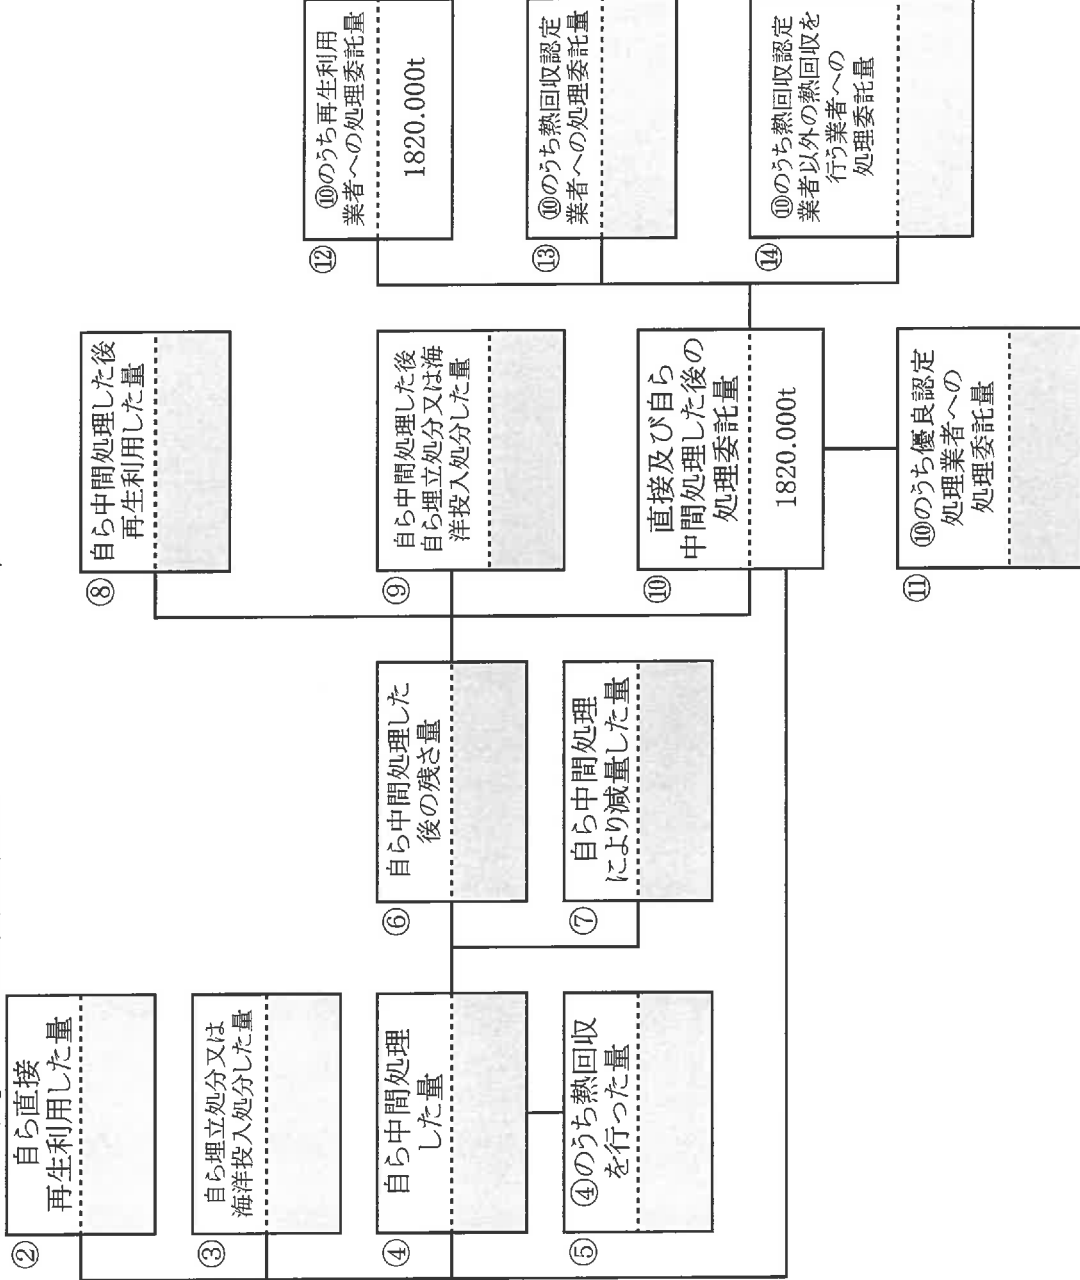 ②
自ら直接
再生利用した量
③
自ら埋立処分又は
海洋投入処分した量
④
自ら中間処理
した量
⑤
④のうち熱回収
を行った量
⑥
自ら中間処理した
後の残さ量
⑦
自ら中間処理
により減量した量
⑧
自ら中間処理した後
再生利用した量
⑨
自ら中間処理した後
自ら埋立処分又は海
洋投入処分した量
⑩
直接及び自ら
中間処理した後の
処理委託量
1820.000t
⑪
⑩のうち優良認定
処理業者への
処理委託量
⑫
⑩のうち再生利用
業者への処理委託量
1820.000t
⑬
⑩のうち熱回収認定
業者への処理委託量
⑭
⑩のうち熱回収認定
業者以外の熱回収を
行う業者への
処理委託量